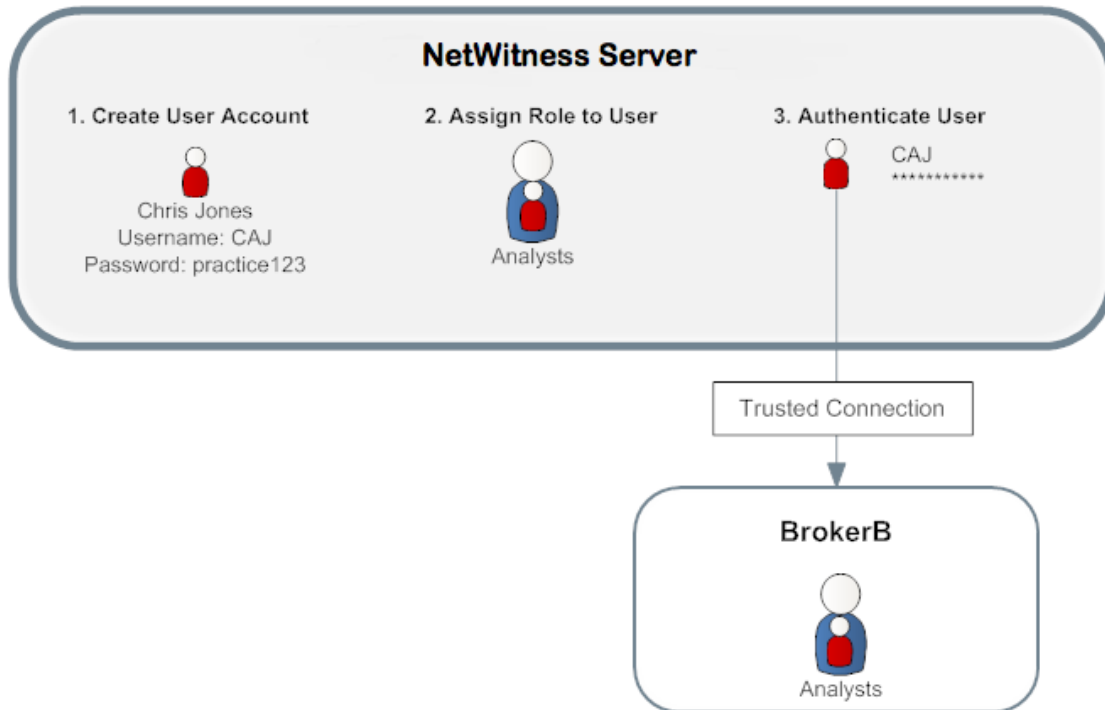 NetWitness Server
1. Create User Account
2. Assign Role to User
3. Authenticate User
Chris Jones
Username: CAJ
Password: practice123
Analysts
CAJ
***********
Trusted Connection
BrokerB
Analysts